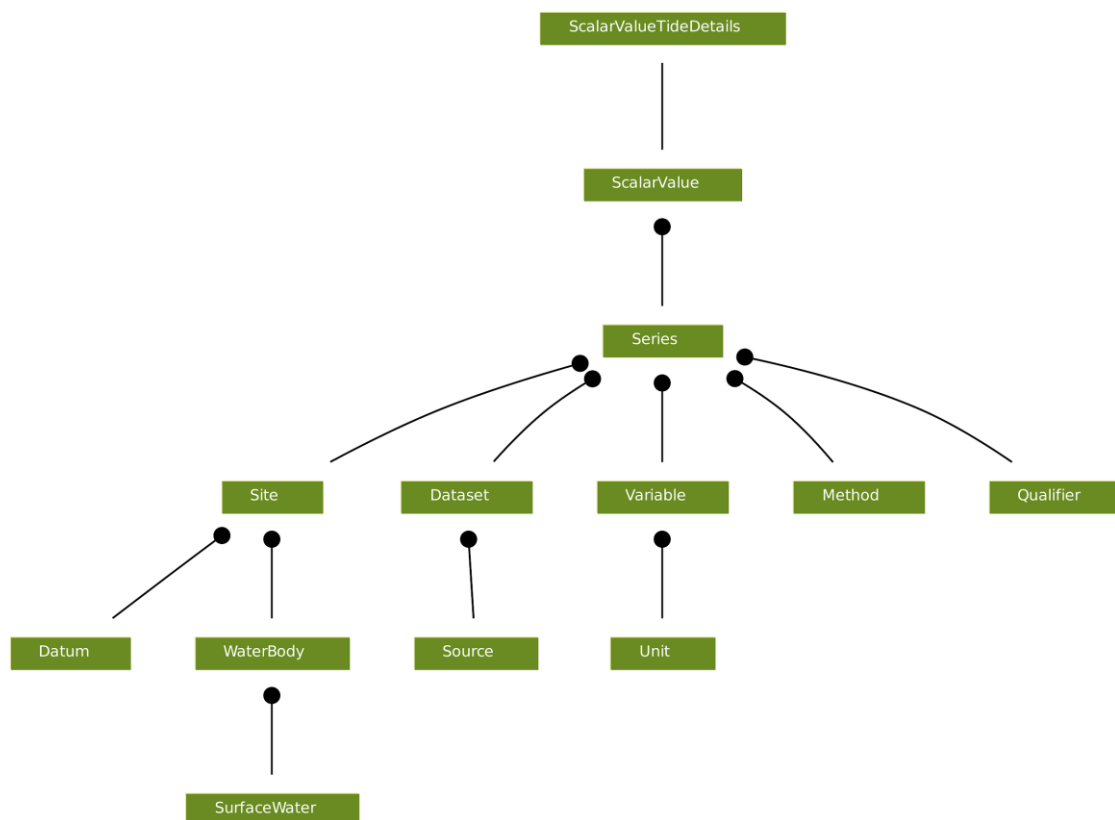 ScalarValueTideDetails
ScalarValue
Series
Site
Dataset
Variable
Method
Qualifier
Datum
WaterBody
Source
Unit
SurfaceWater